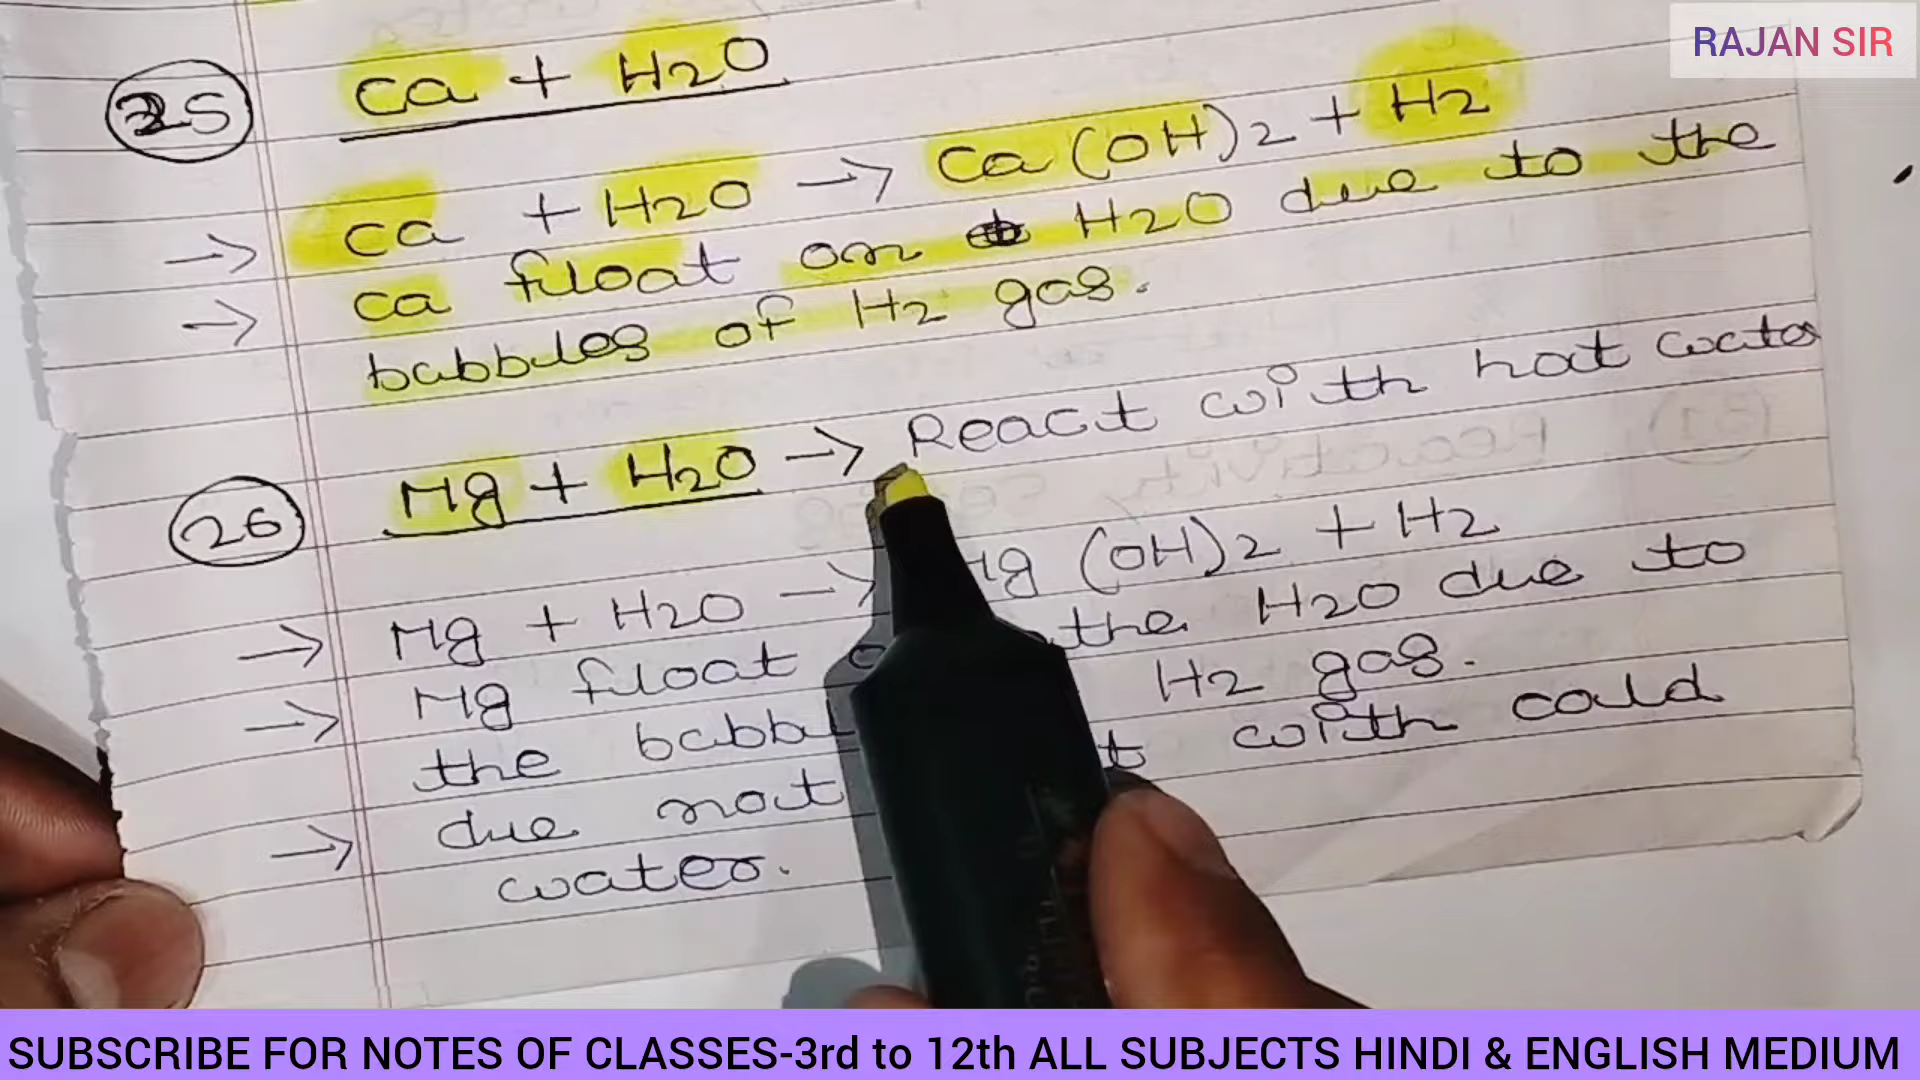 RAJAN SIR
25 Ca + H2O
→ Ca + H2O → Ca(OH)2 + H2
→ Ca float on H2O due to the
babbles of H2 gas.
26 Mg + H2O → React with hot water
→ Mg + H2O → Mg (OH)2 + H2
→ Mg float the H2O due to
the babbl H2 gas.
→ due not with cold
water.
SUBSCRIBE FOR NOTES OF CLASSES-3rd to 12th ALL SUBJECTS HINDI & ENGLISH MEDIUM